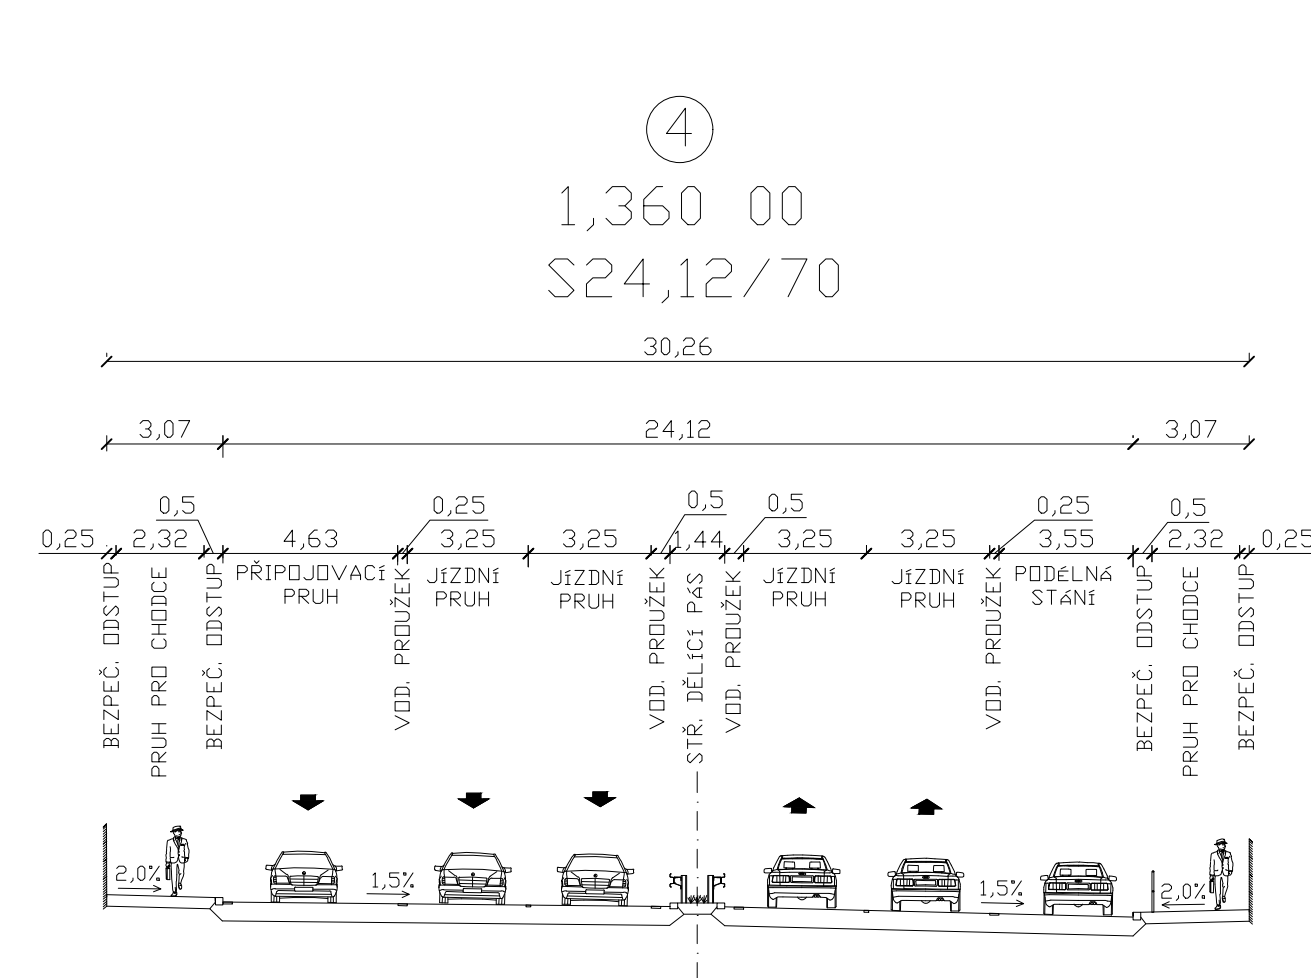 4
1,360 00
S24,12/70
30,26
3,07
24,12
3,07
0,5
0,25
0,5
0,5
0,25
0,5
0,25
2,32
4,63
3,25
3,25
1,44
3,25
3,25
3,55
2,32
0,25
BEZPEČ. ODSTUP
PRUH PRO CHODCE
BEZPEČ. ODSTUP
PŘIPOJOVACÍ
PRUH
VOD. PROUŽEK
JÍZDNÍ
PRUH
JÍZDNÍ
PRUH
VOD. PROUŽEK
STŘ. DĚLÍCÍ PÁS
VOD. PROUŽEK
JÍZDNÍ
PRUH
JÍZDNÍ
PRUH
VOD. PROUŽEK
PODÉLNÁ
STÁNÍ
BEZPEČ. ODSTUP
PRUH PRO CHODCE
BEZPEČ. ODSTUP
2,0%
1,5%
1,5%
2,0%